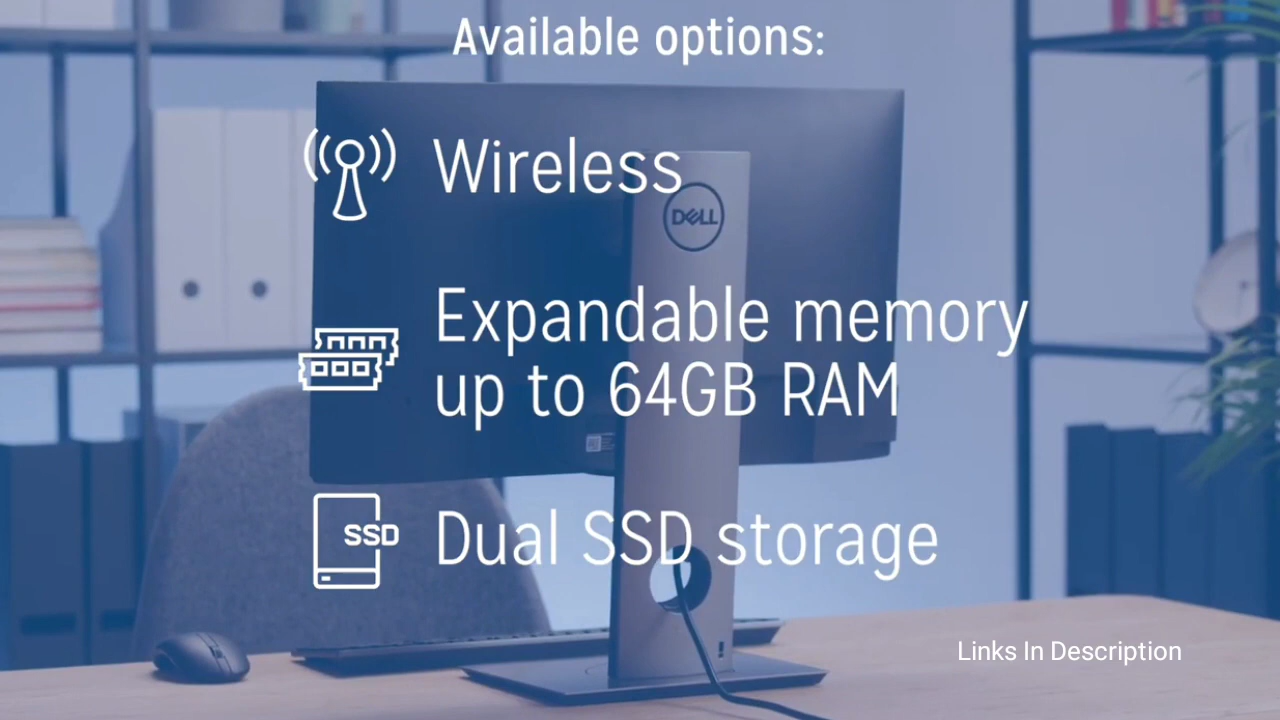 Available options:
Wireless
DELL
Expandable memory
up to 64GB RAM
SSD
Dual SSD storage
Links In Description